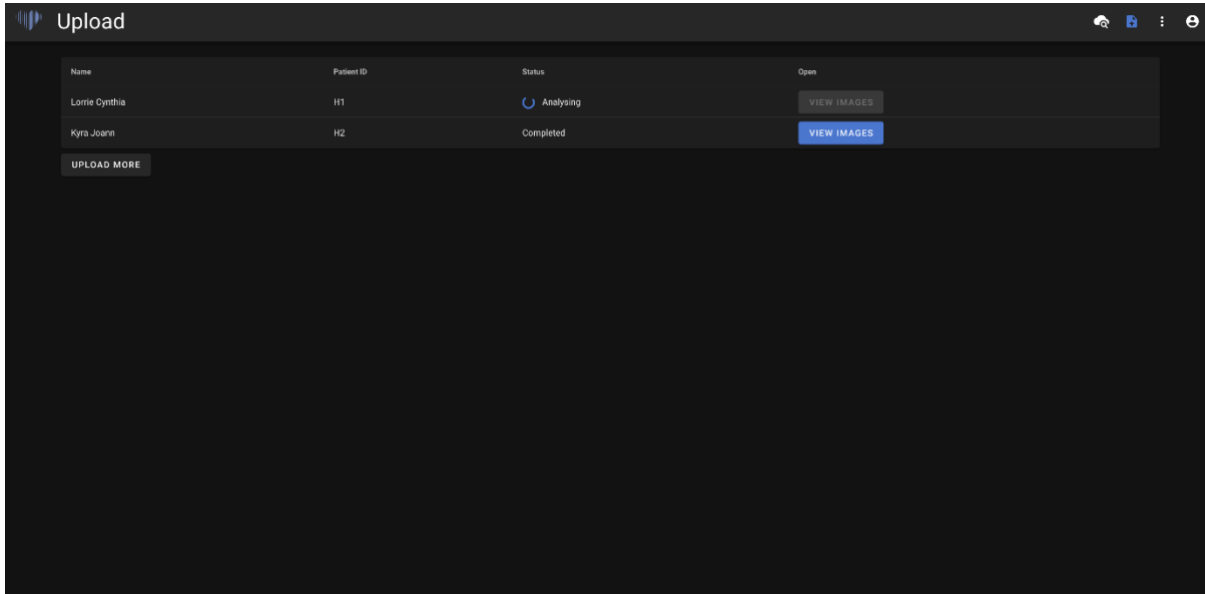 Upload
Name Patient ID Status Open
Lorrie Cynthia H1 Analysing VIEW IMAGES
Kyra Joann H2 Completed VIEW IMAGES
UPLOAD MORE